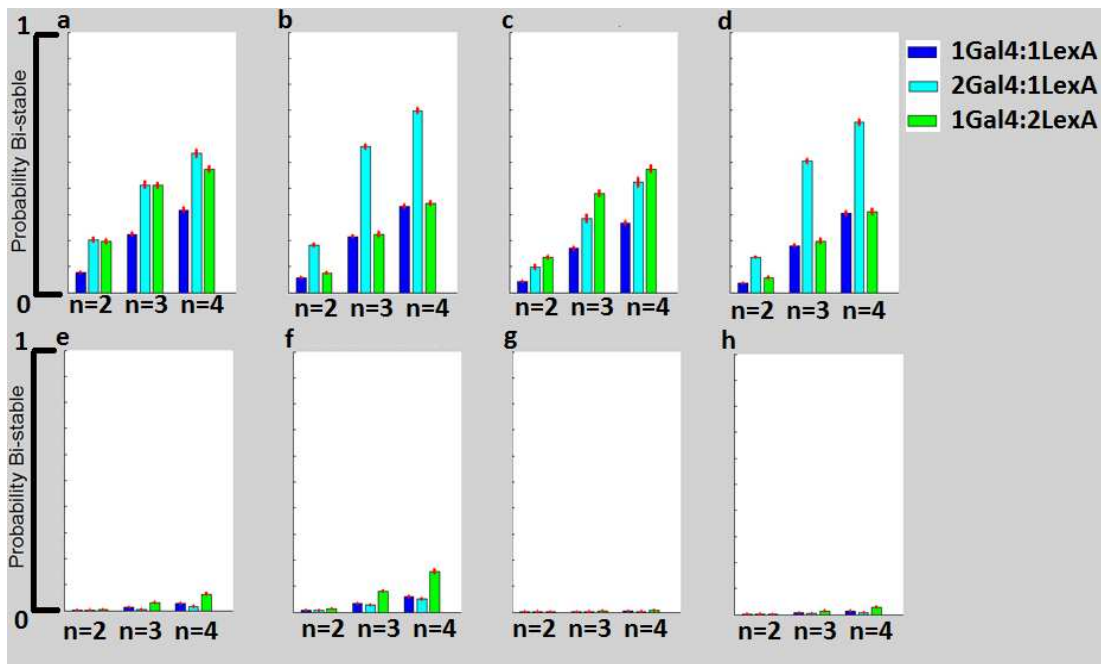 1 a b c d
Probability Bi-stable
0
n=2 n=3 n=4 n=2 n=3 n=4 n=2 n=3 n=4 n=2 n=3 n=4
1Gal4:1LexA
2Gal4:1LexA
1Gal4:2LexA
1 e f g h
Probability Bi-stable
0
n=2 n=3 n=4 n=2 n=3 n=4 n=2 n=3 n=4 n=2 n=3 n=4